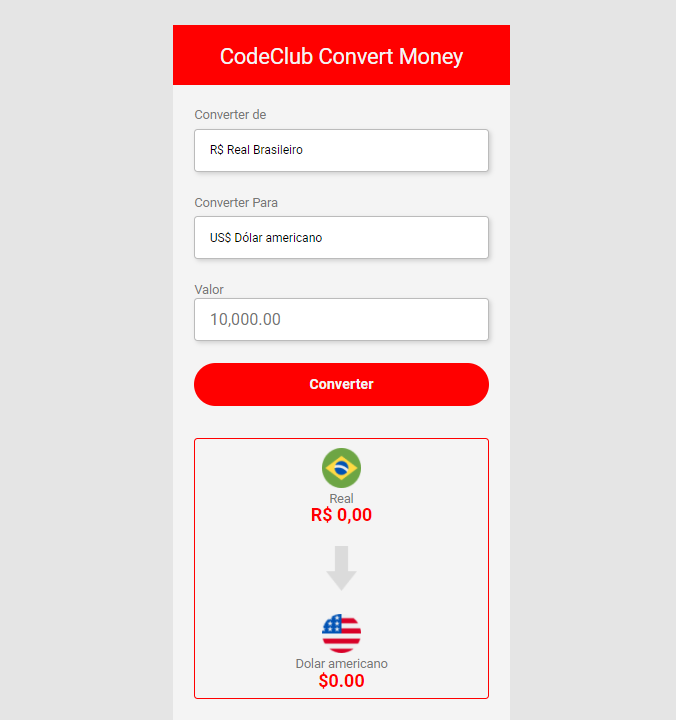 CodeClub Convert Money
Converter de
R$ Real Brasileiro
Converter Para
US$ Dólar americano
Valor
10,000.00
Converter
Real
R$ 0,00
Dolar americano
$0.00